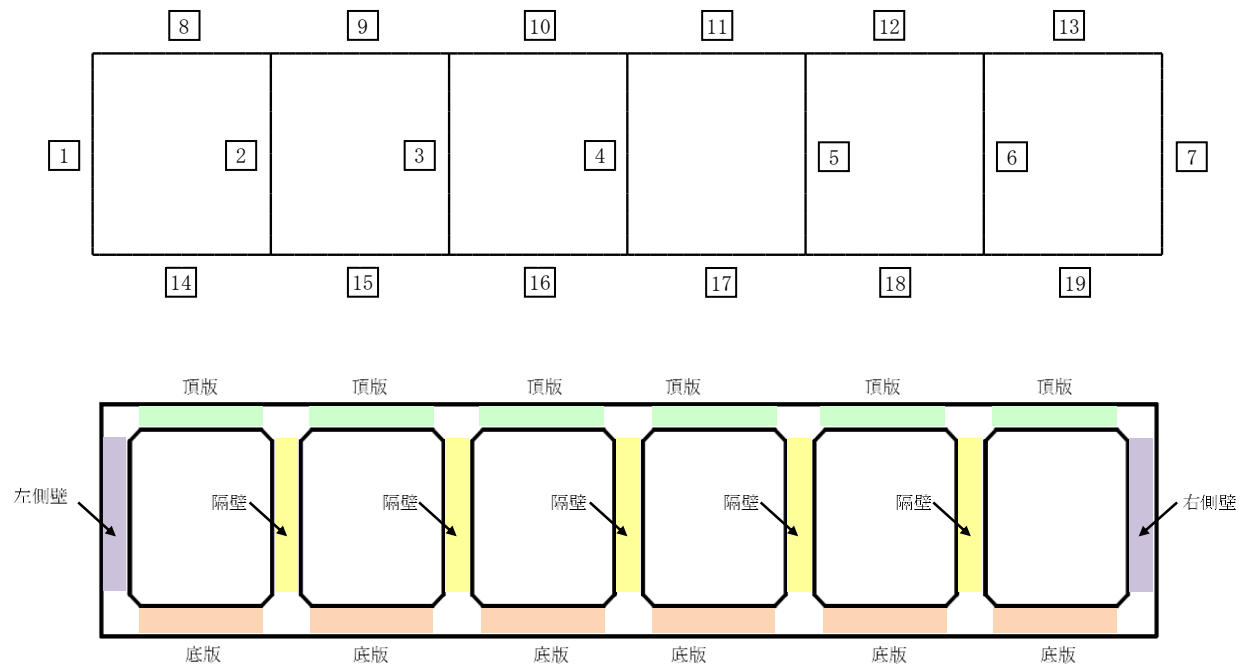 8 9 10 11 12 13
1 2 3 4 5 6 7
14 15 16 17 18 19
頂版 頂版 頂版 頂版 頂版 頂版
左側壁 隔壁 隔壁 隔壁 隔壁 隔壁 右側壁
底版 底版 底版 底版 底版 底版